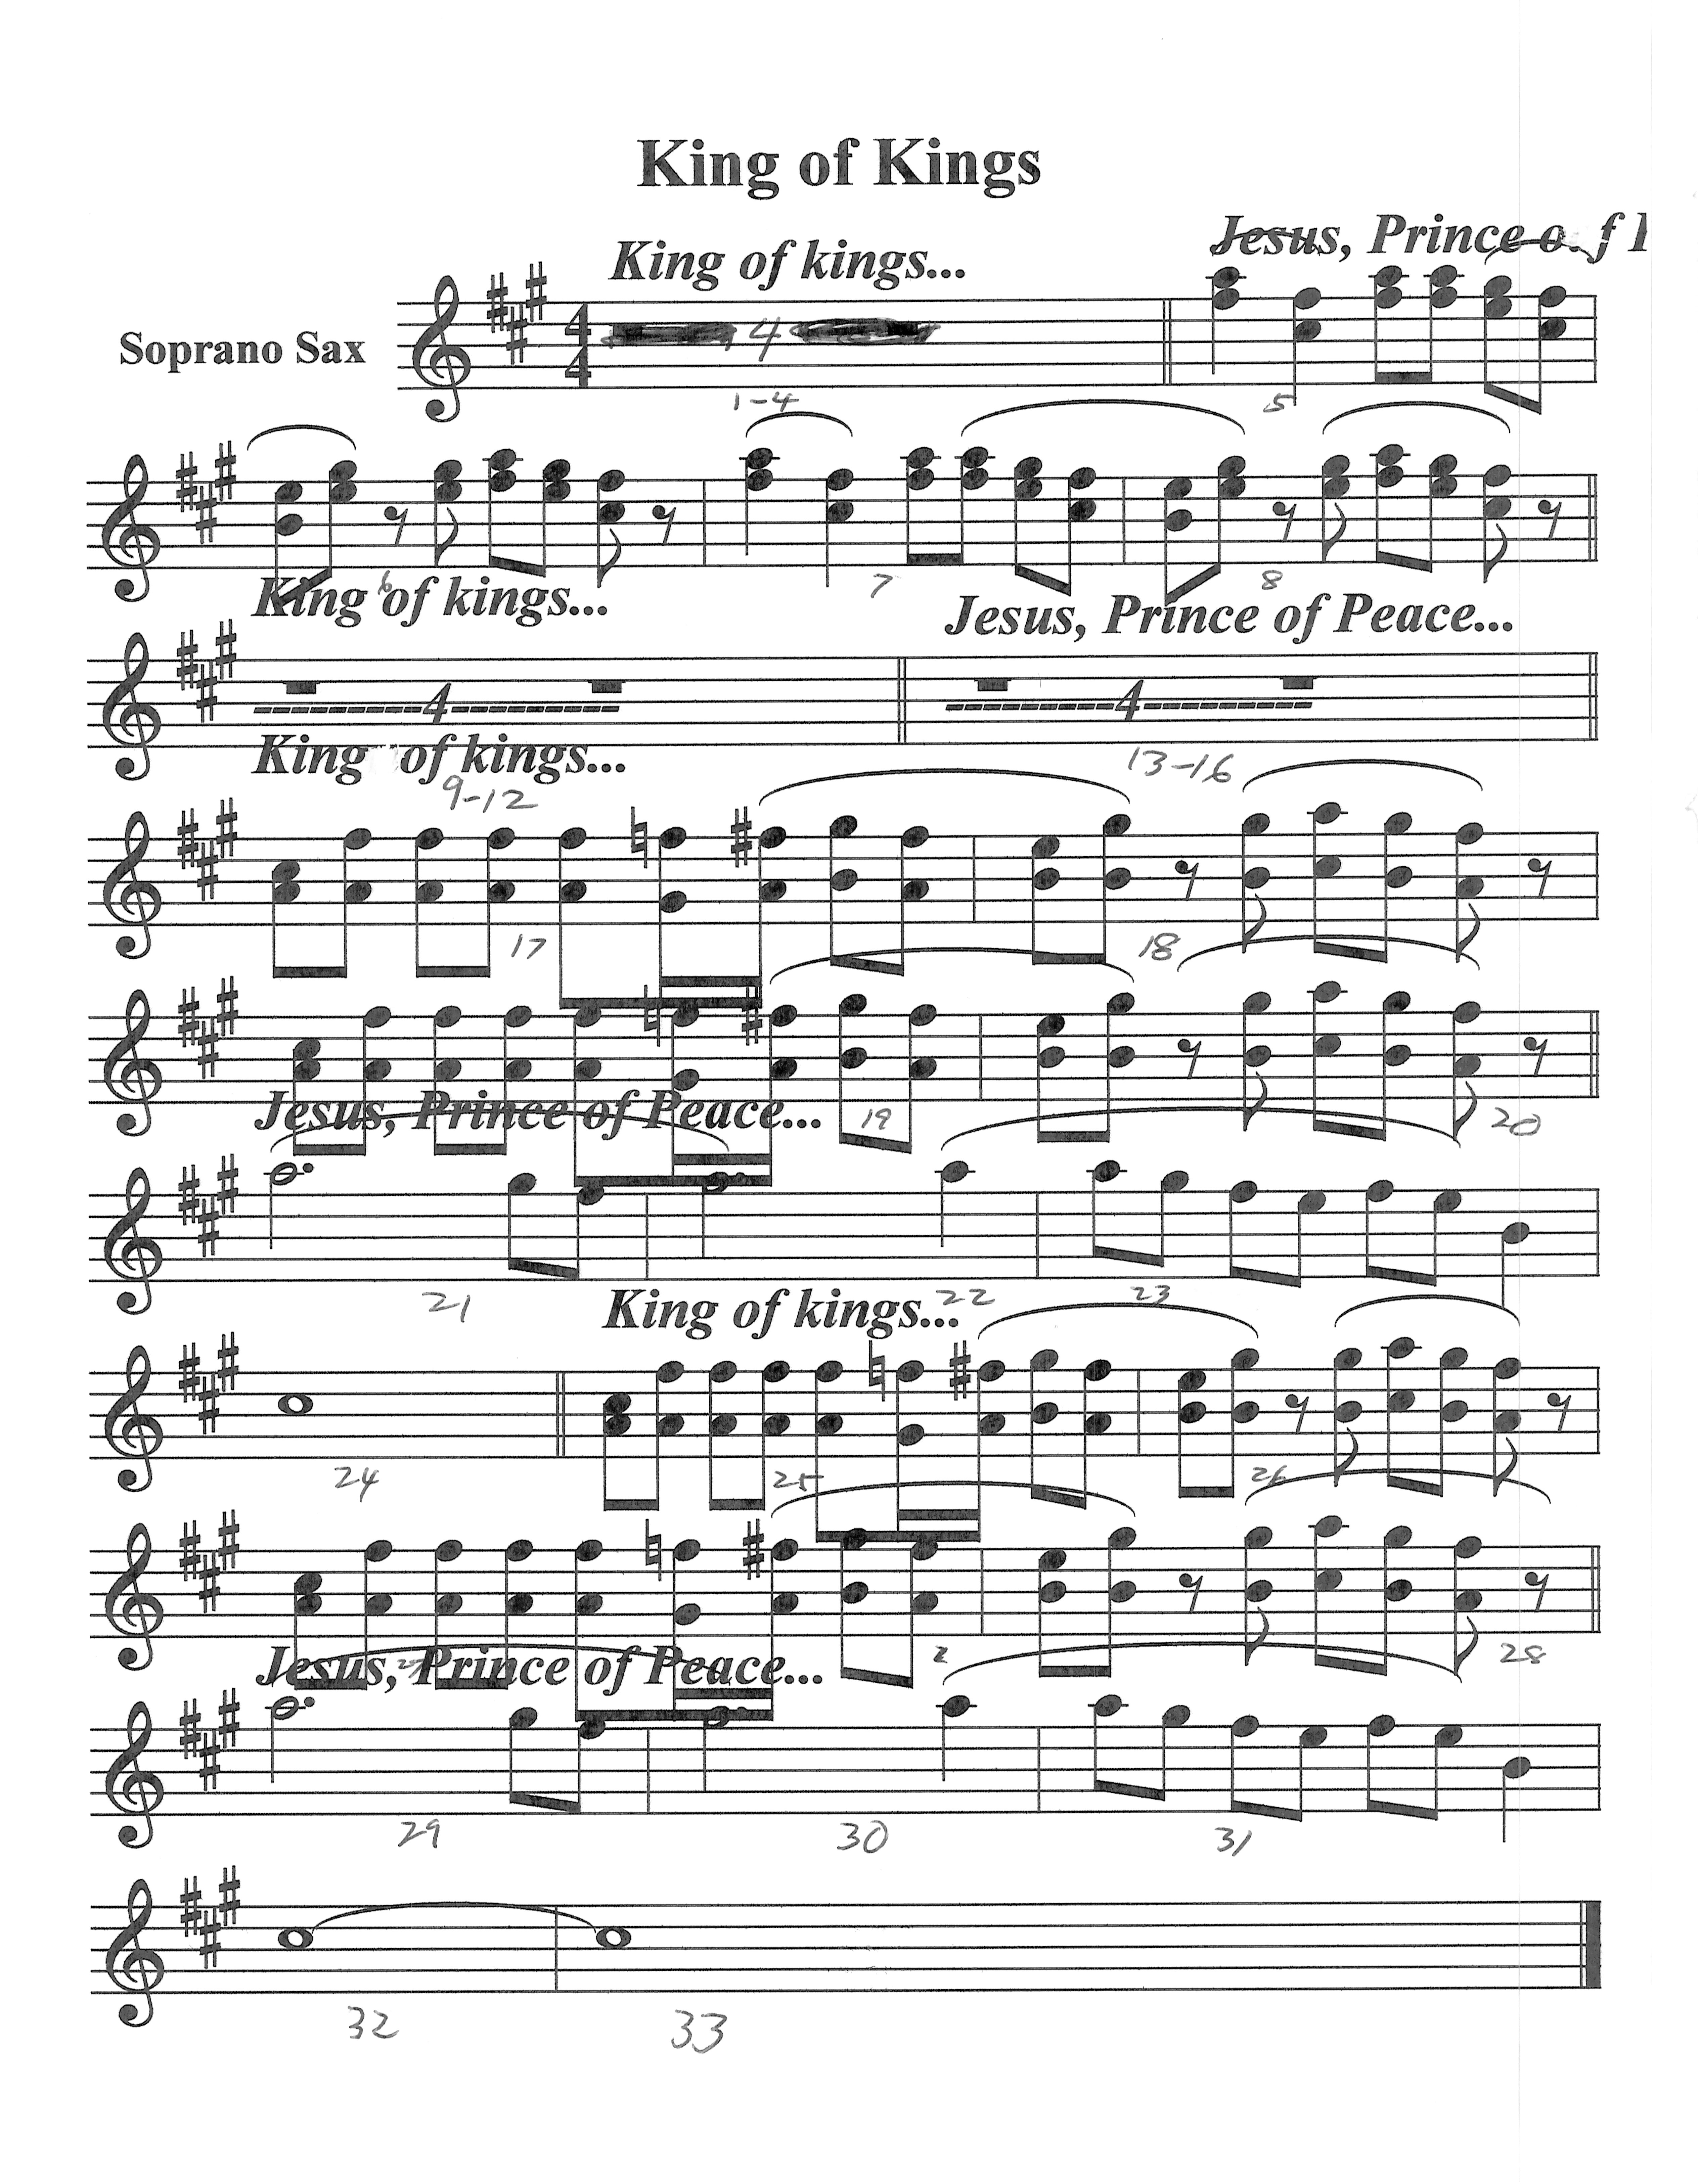 King of Kings
King of kings...
Jesus, Prince of
Soprano Sax
4
4
4
1-4
5
6
7
8
King of kings...
Jesus, Prince of Peace...
4
4
King of kings...
9-12
13-16
17
18
Jesus, Prince of Peace...
19
20
21
22
23
King of kings...
24
25
26
27
28
Jesus, Prince of Peace...
29
30
31
32
33